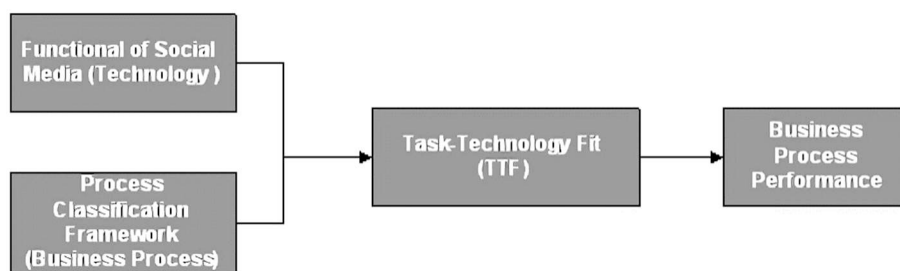 Functional of Social
Media (Technology )
Process
Classification
Framework
(Business Process)
Task-Technology Fit
(TTF)
Business
Process
Performance